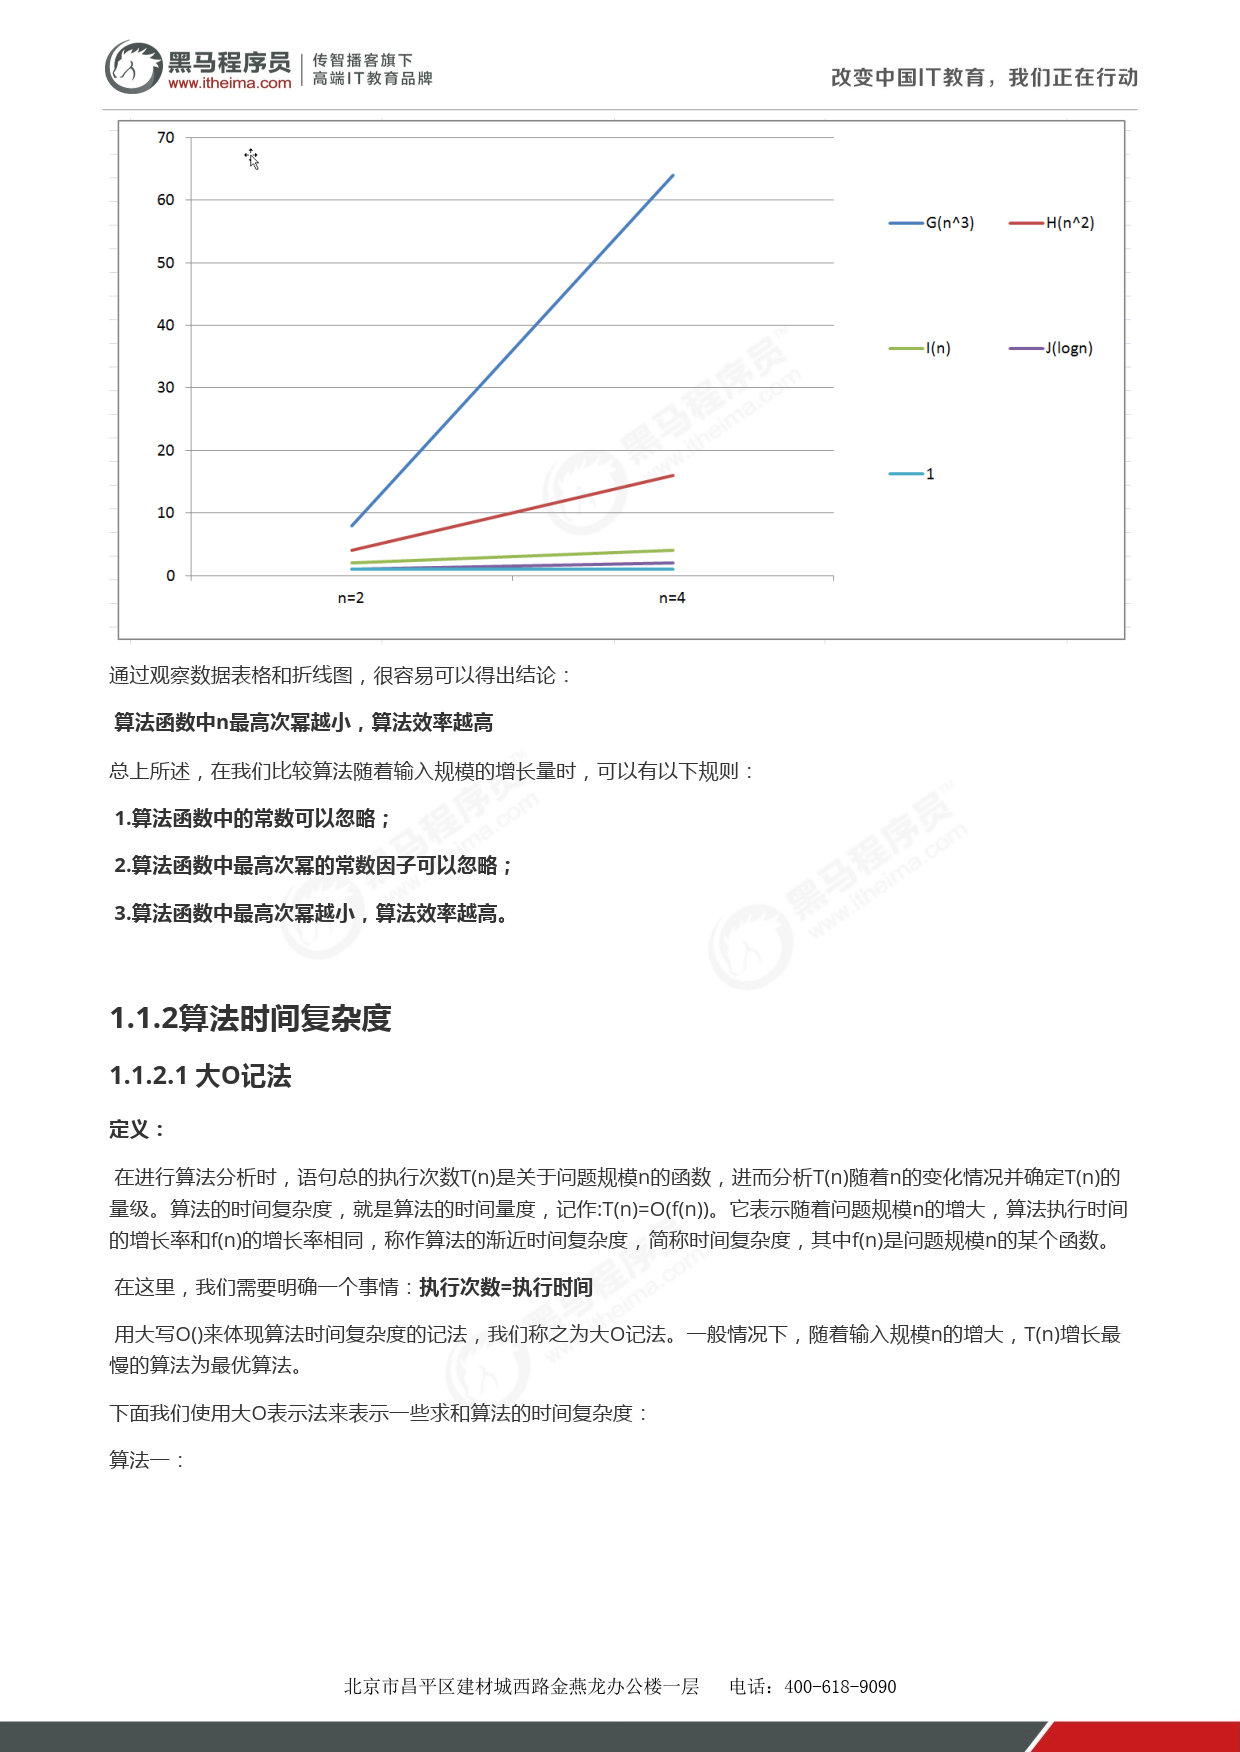 黑马程序员
www.itheima.com
传智播客旗下
高端IT教育品牌
改变中国IT教育，我们正在行动
70
60
50
40
30
20
10
0
n=2
n=4
G(n^3)
H(n^2)
I(n)
J(logn)
1
通过观察数据表格和折线图，很容易可以得出结论：
算法函数中n最高次幂越小，算法效率越高
总上所述，在我们比较算法随着输入规模的增长量时，可以有以下规则：
1.算法函数中的常数可以忽略；
2.算法函数中最高次幂的常数因子可以忽略；
3.算法函数中最高次幂越小，算法效率越高。
1.1.2算法时间复杂度
1.1.2.1 大O记法
定义：
在进行算法分析时，语句总的执行次数T(n)是关于问题规模n的函数，进而分析T(n)随着n的变化情况并确定T(n)的
量级。算法的时间复杂度，就是算法的时间量度，记作:T(n)=O(f(n))。它表示随着问题规模n的增大，算法执行时间
的增长率和f(n)的增长率相同，称作算法的渐近时间复杂度，简称时间复杂度，其中f(n)是问题规模n的某个函数。
在这里，我们需要明确一个事情：执行次数=执行时间
用大写O()来体现算法时间复杂度的记法，我们称之为大O记法。一般情况下，随着输入规模n的增大，T(n)增长最
慢的算法为最优算法。
下面我们使用大O表示法来表示一些求和算法的时间复杂度：
算法一：
北京市昌平区建材城西路金燕龙办公楼一层 电话：400-618-9090